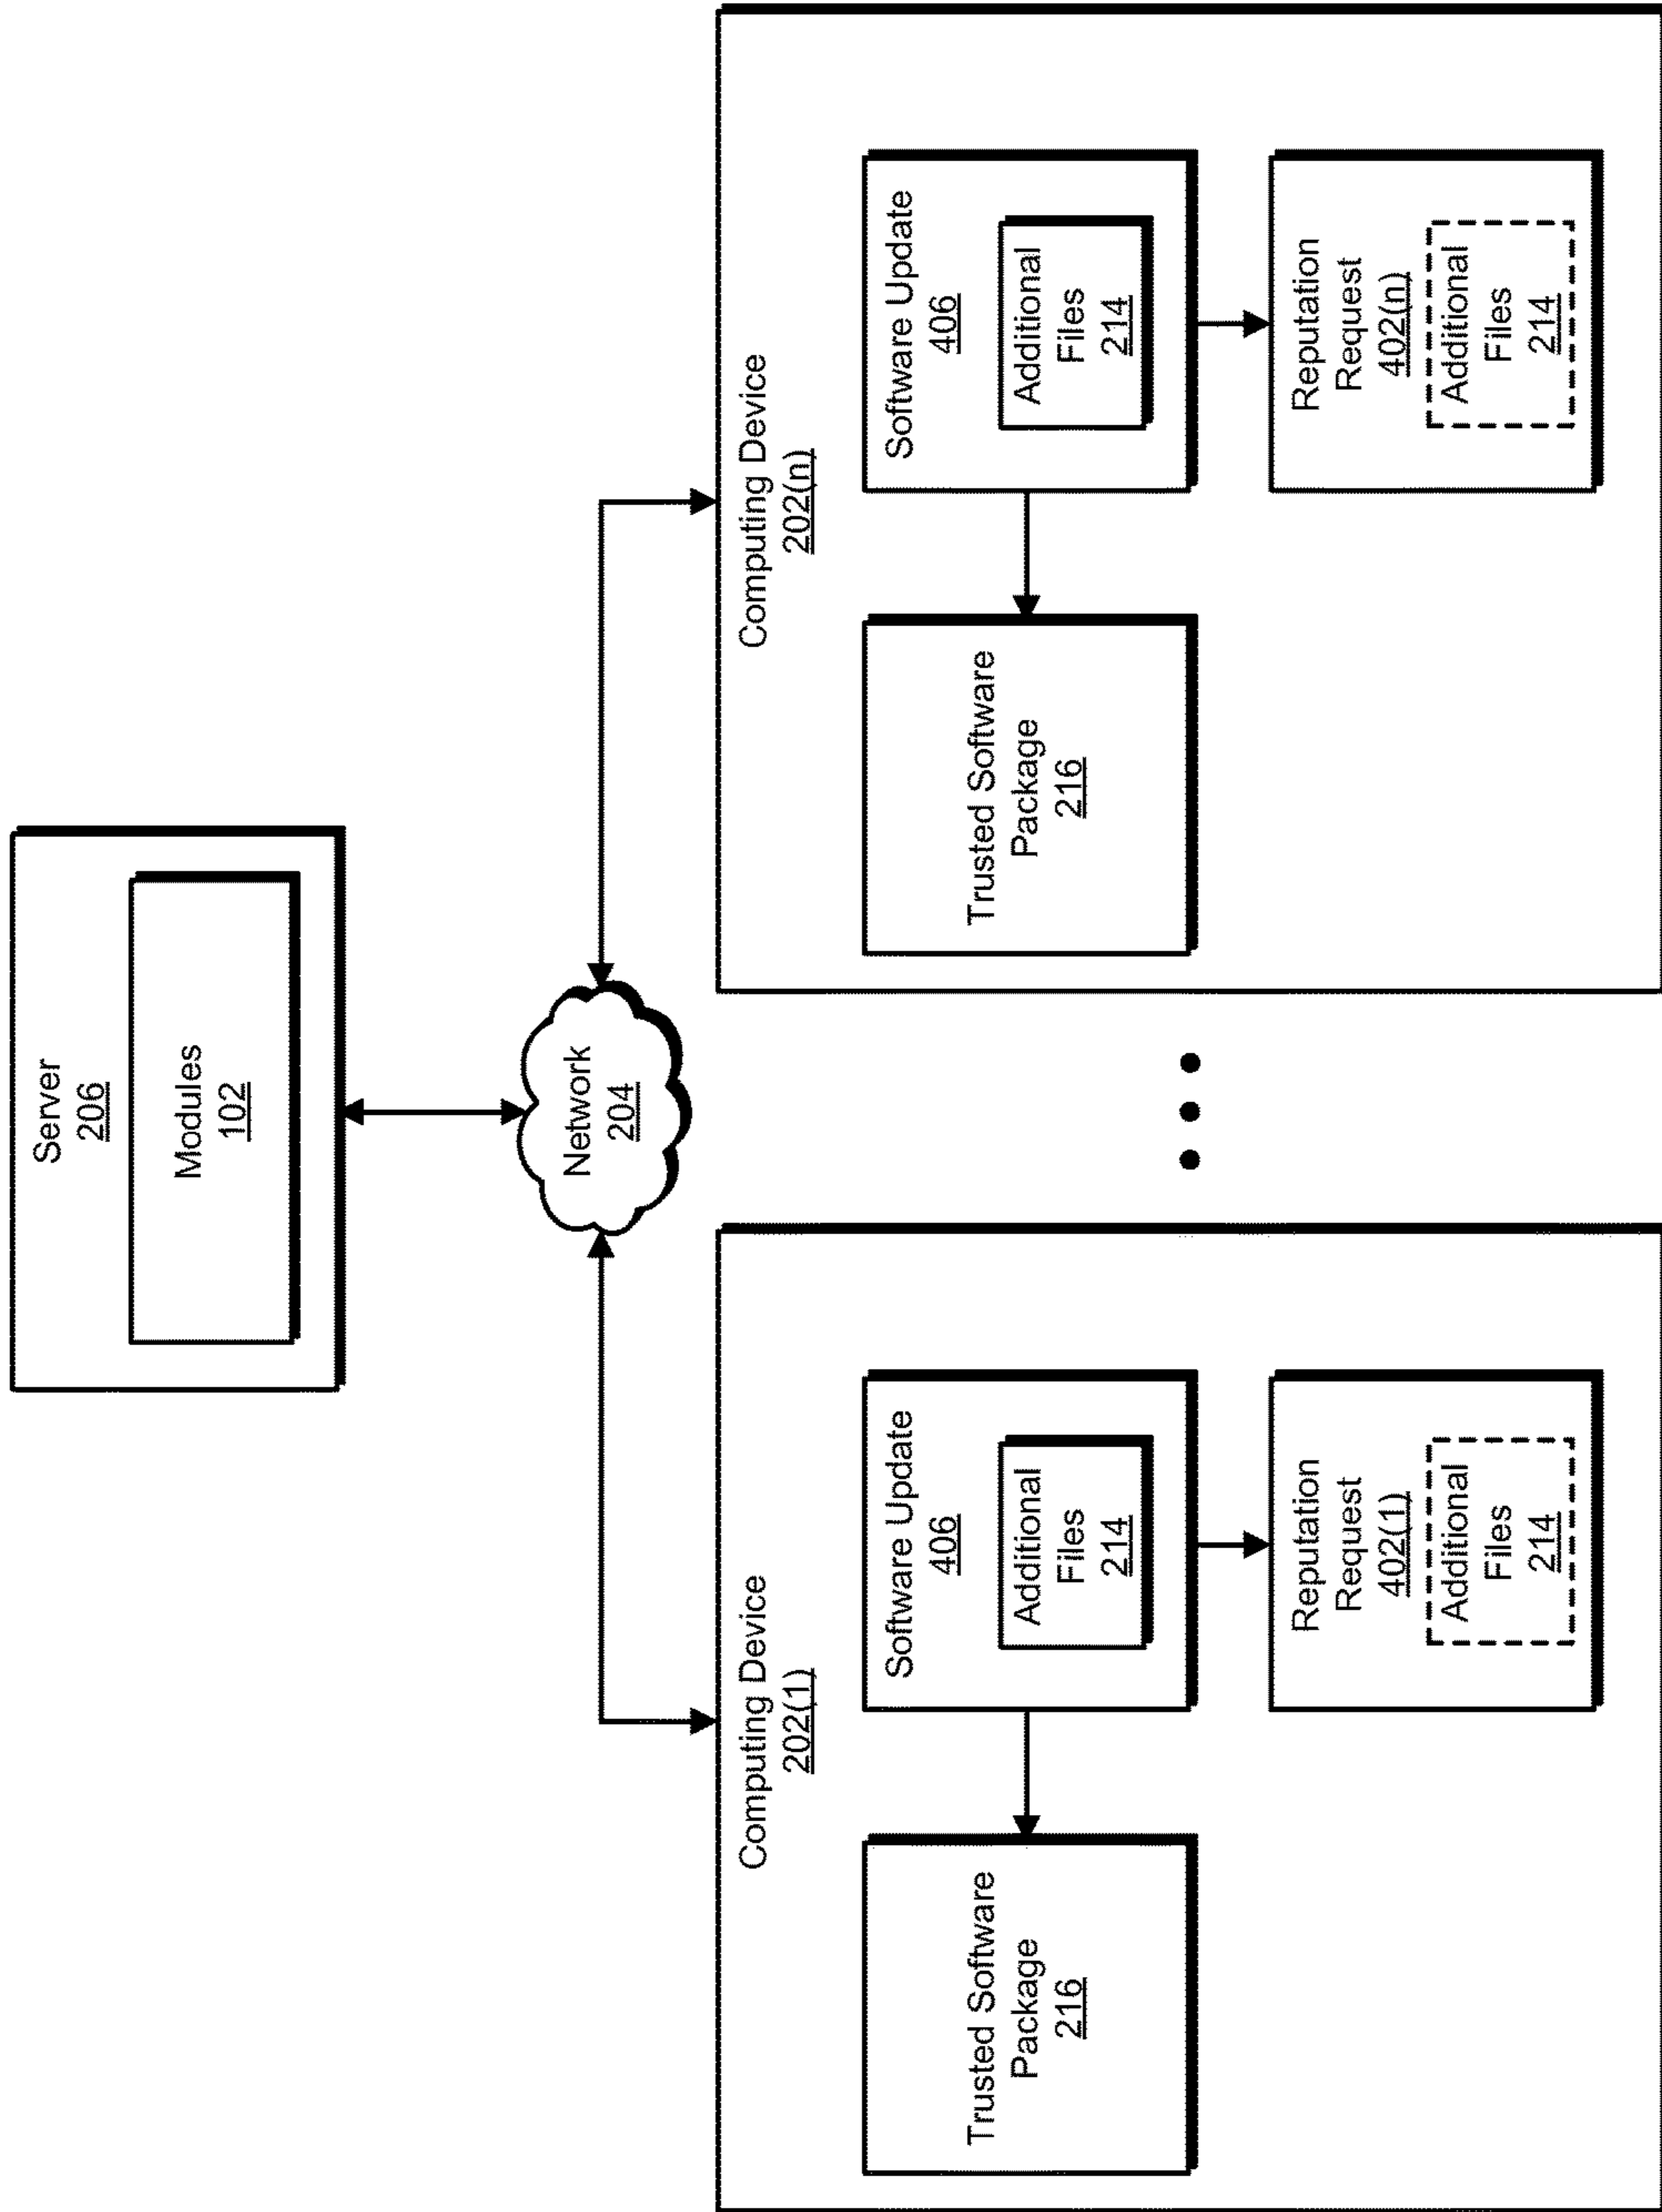 Server
206
Modules
102
Network
204
Computing Device
202(1)
Trusted Software
Package
216
Software Update
406
Additional
Files
214
Reputation
Request
402(1)
Additional
Files
214
Computing Device
202(n)
Trusted Software
Package
216
Software Update
406
Additional
Files
214
Reputation
Request
402(n)
Additional
Files
214